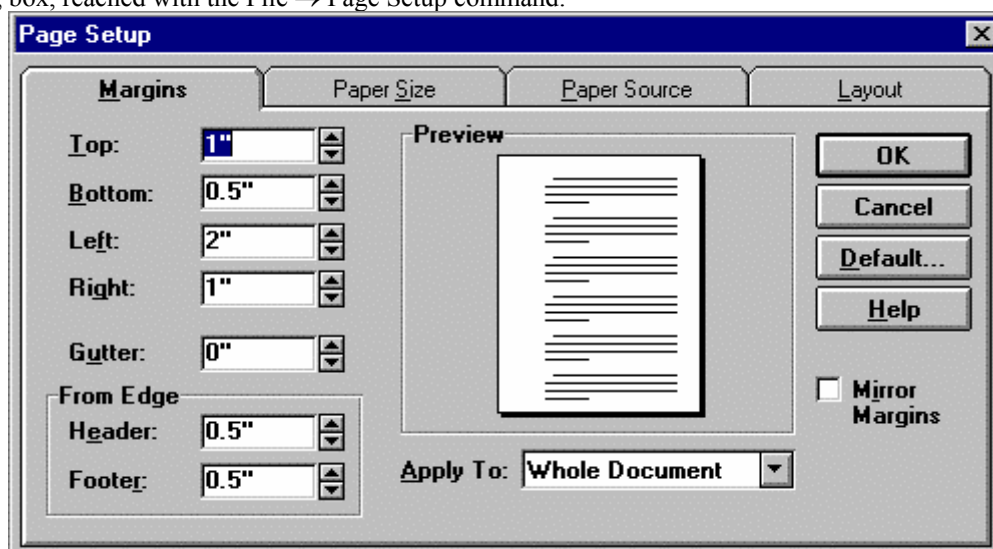 box, reached with the File → Page Setup command.
Page Setup
Margins
Paper Size
Paper Source
Layout
Top: 1"
Bottom: 0.5"
Left: 2"
Right: 1"
Gutter: 0"
From Edge
Header: 0.5"
Footer: 0.5"
Preview
Apply To: Whole Document
OK
Cancel
Default...
Help
Mirror
Margins